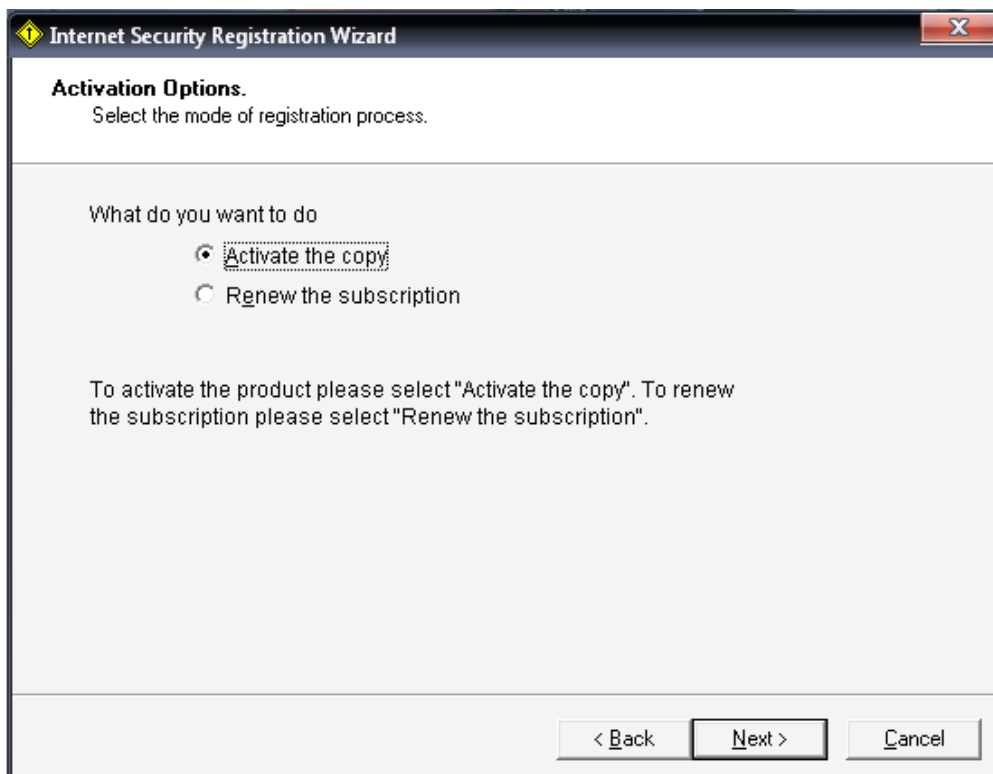 Internet Security Registration Wizard
X
Activation Options.
Select the mode of registration process.
What do you want to do
Activate the copy
Renew the subscription
To activate the product please select "Activate the copy". To renew
the subscription please select "Renew the subscription".
< Back Next > Cancel